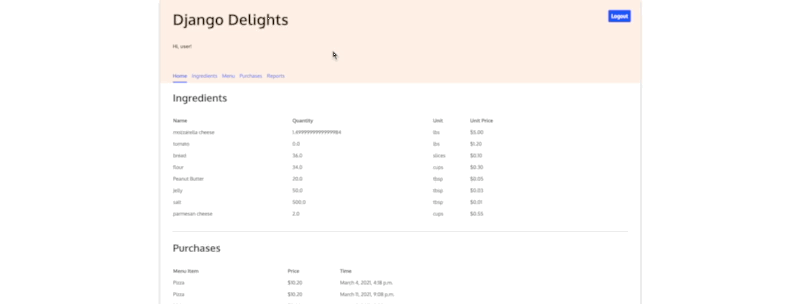 Django Delights
Logout
Hi, user!
Home Ingredients Menu Purchases Reports
Ingredients
Name Quantity Unit Unit Price
mozzarella cheese lbs $3.00
tomato 0.0 lbs $1.20
bread 36.0 slices $0.10
flour 34.0 cups $0.30
Peanut Butter 20.0 tbsp $0.05
Jelly 50.0 tbsp $0.03
salt 500.0 tbsp $0.01
parmesan cheese 2.0 cups $0.55
Purchases
Menu Item Price Time
Pizza $10.20 March 4, 2021, 4:18 p.m.
Pizza $10.20 March 11, 2021, 9:08 p.m.